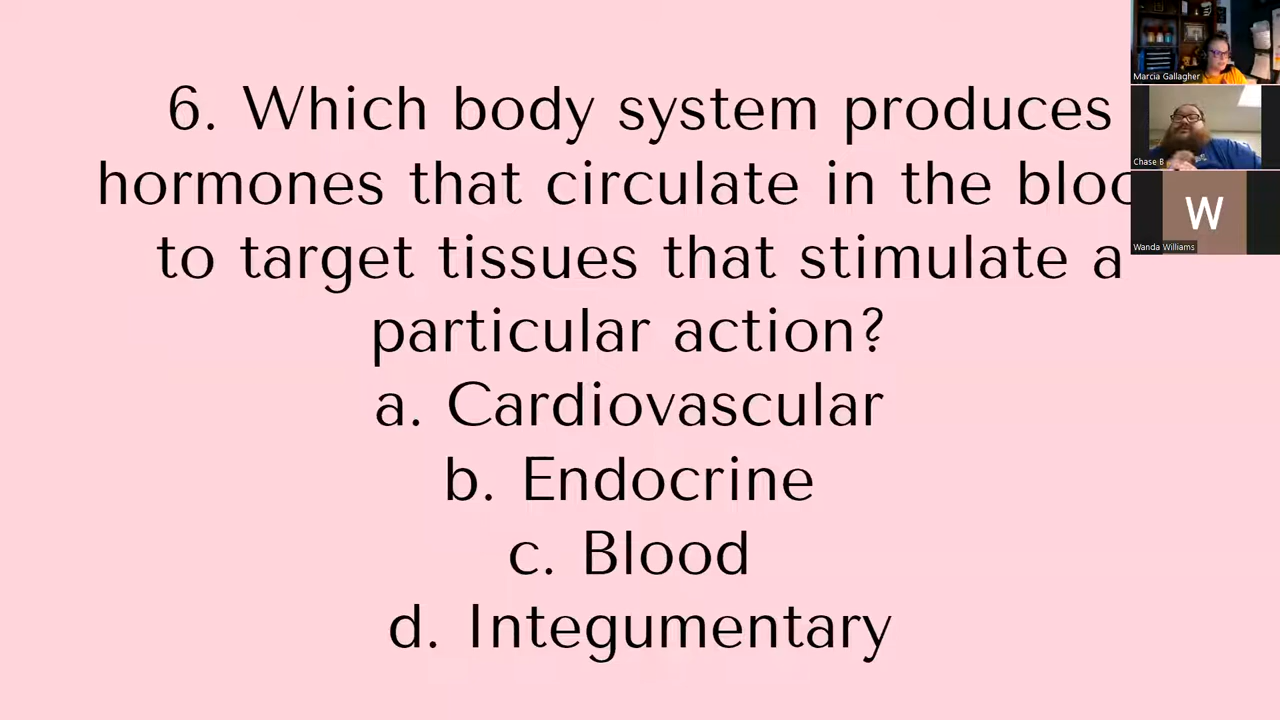 6. Which body system produces
hormones that circulate in the bloo
to target tissues that stimulate a
particular action?
a. Cardiovascular
b. Endocrine
c. Blood
d. Integumentary
Marcia Gallagher
Chase B
W
Wanda Williams